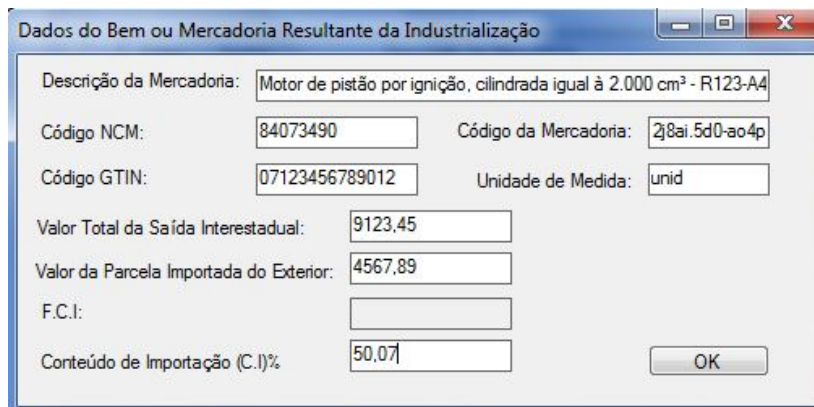 Dados do Bem ou Mercadoria Resultante da Industrialização
Descrição da Mercadoria: Motor de pistão por ignição, cilindrada igual à 2.000 cm³ - R123-A4
Código NCM: 84073490 Código da Mercadoria: 2j8ai.5d0-ao4p
Código GTIN: 07123456789012 Unidade de Medida: unid
Valor Total da Saída Interestadual: 9123,45
Valor da Parcela Importada do Exterior: 4567,89
F.C.I:
Conteúdo de Importação (C.I)% 50,07 OK